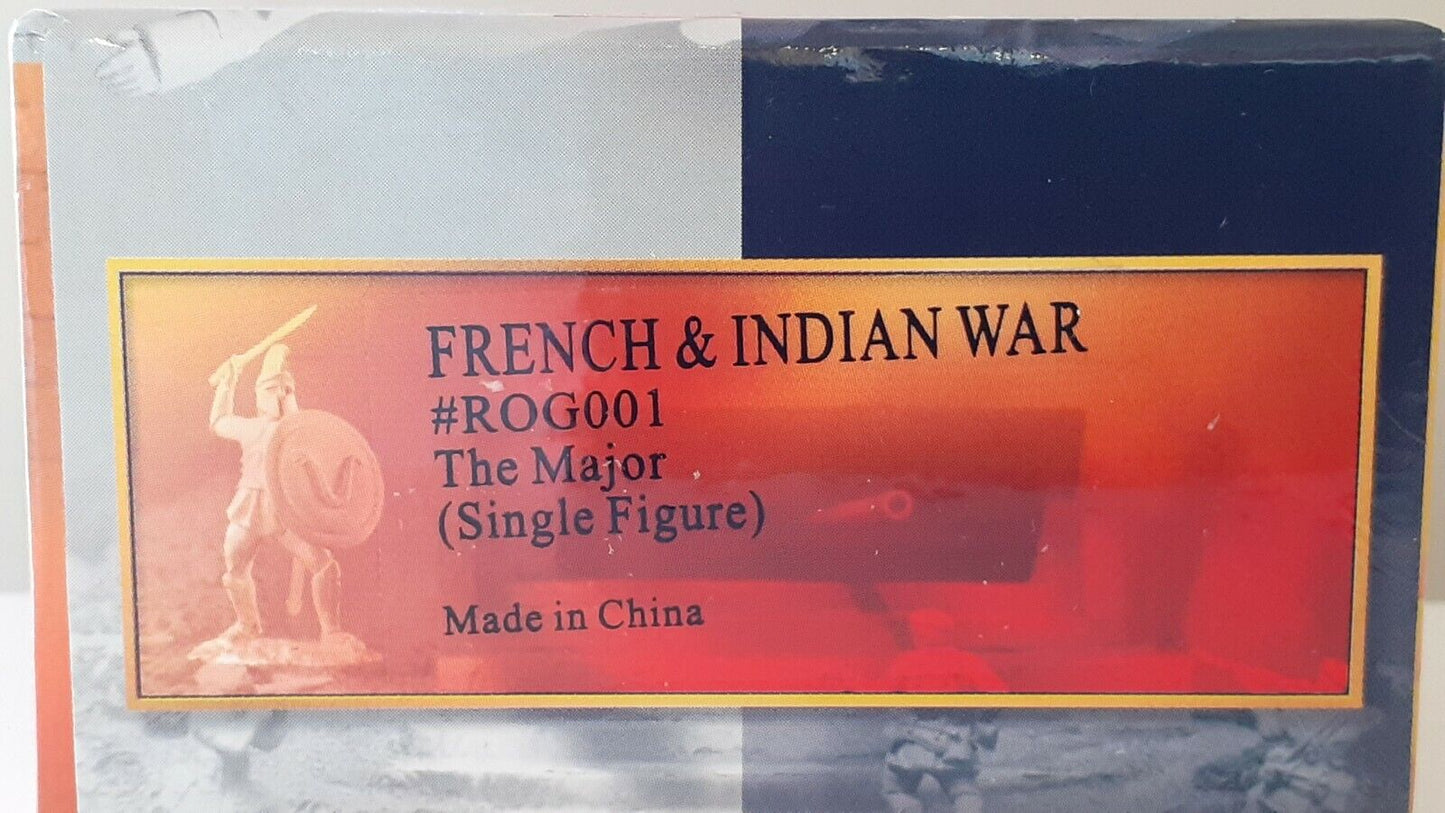 FRENCH & INDIAN WAR
#ROG001
The Major
(Single Figure)
Made in China